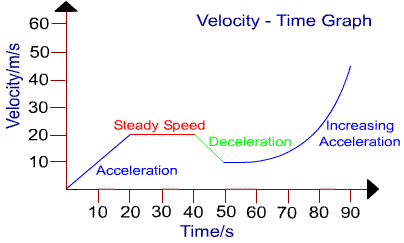 Velocity - Time Graph
Velocity/m/s
60
50
40
30
20
10
Steady Speed
Deceleration
Increasing
Acceleration
Acceleration
10 20 30 40 50 60 70 80 90
Time/s